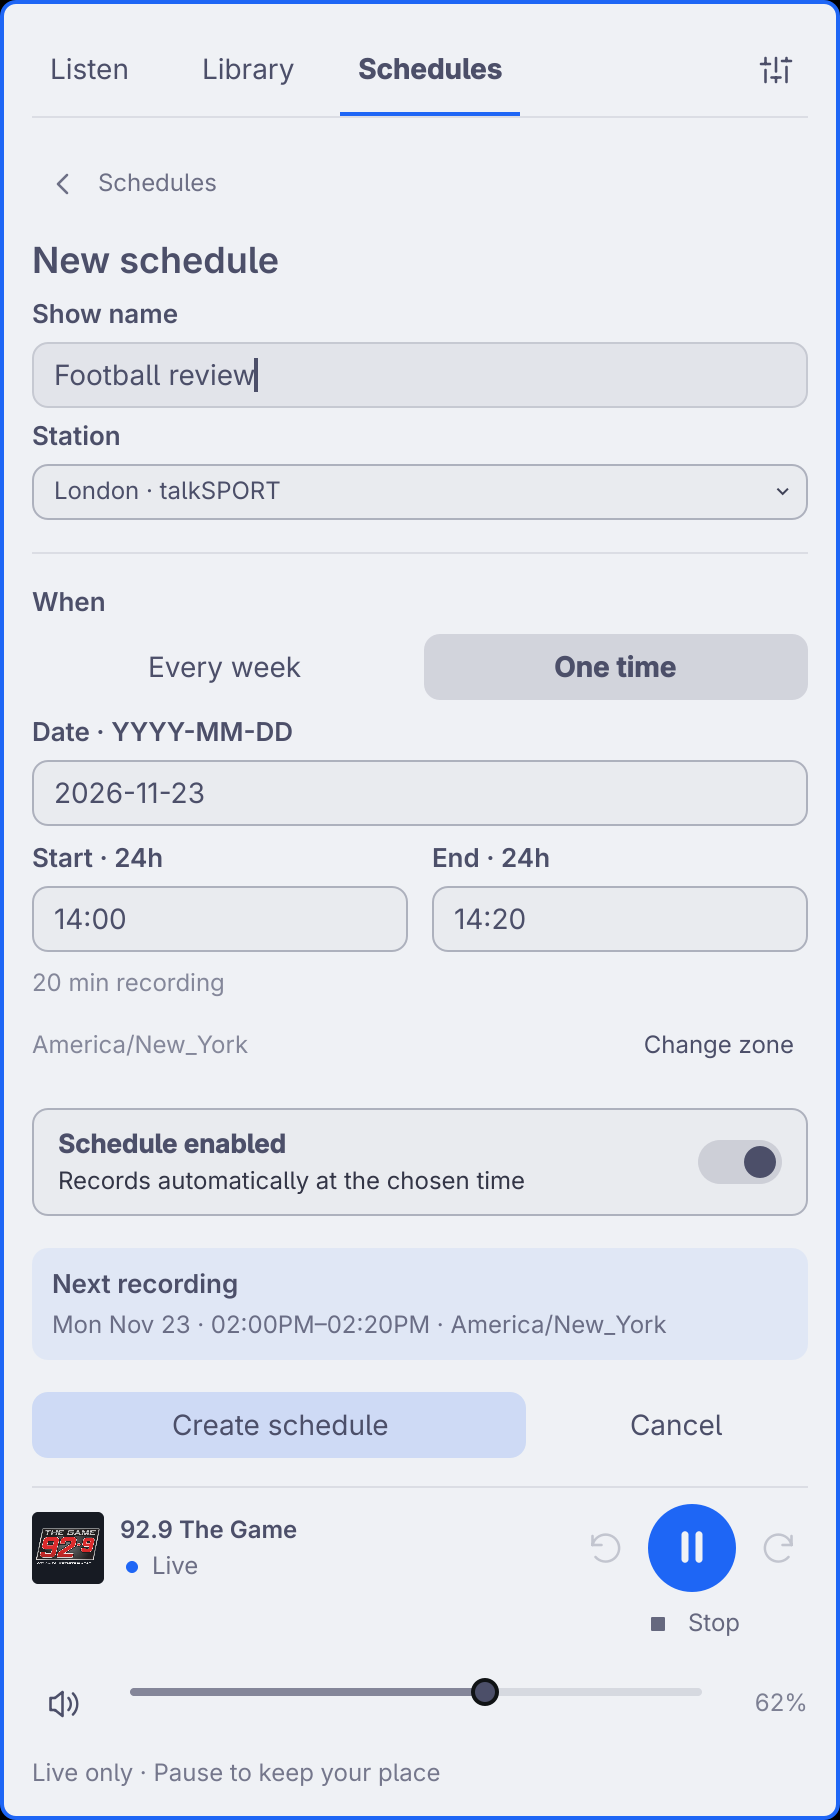 Listen Library Schedules
Schedules
New schedule
Show name
Football review
Station
London · talkSPORT
When
Every week One time
Date · YYYY-MM-DD
2026-11-23
Start · 24h End · 24h
14:00 14:20
20 min recording
America/New_York Change zone
Schedule enabled
Records automatically at the chosen time
Next recording
Mon Nov 23 · 02:00PM–02:20PM · America/New_York
Create schedule Cancel
THE GAME
92.9
92.9 The Game
Live
Stop
62%
Live only · Pause to keep your place